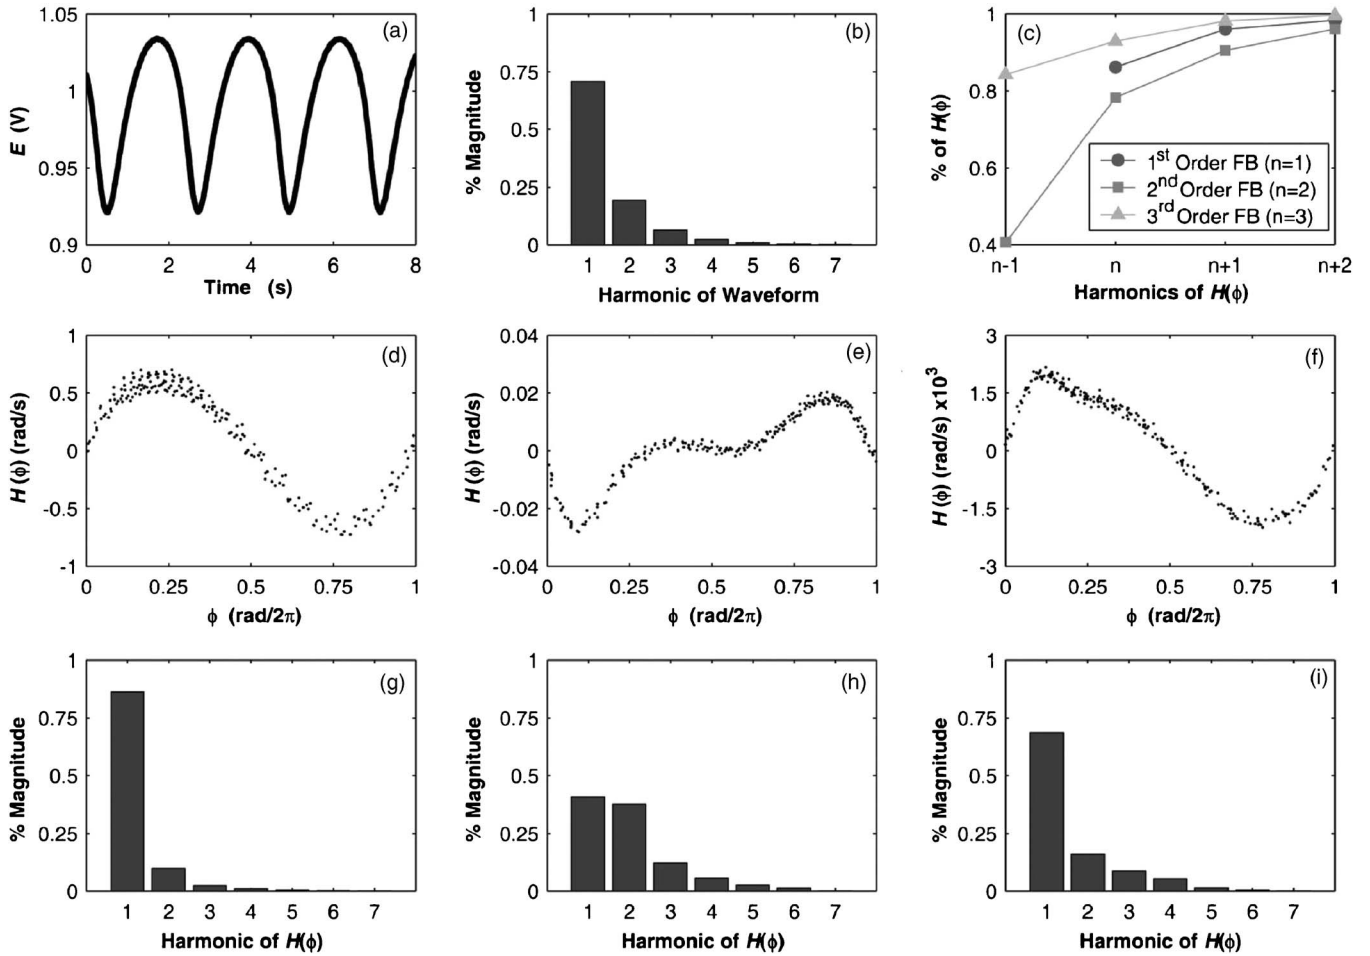 (a)
1.05
1
0.95
0.9
E (V)
0 2 4 6 8
Time (s)
(b)
1
0.75
0.5
0.25
0
% Magnitude
1 2 3 4 5 6 7
Harmonic of Waveform
(c)
1
0.8
0.6
0.4
% of H(ϕ)
1st Order FB (n=1)
2nd Order FB (n=2)
3rd Order FB (n=3)
n-1 n n+1 n+2
Harmonics of H(ϕ)
(d)
1
0.5
0
-0.5
-1
H(ϕ) (rad/s)
0 0.25 0.5 0.75 1
ϕ (rad/2π)
(e)
0.04
0.02
0
-0.02
-0.04
H(ϕ) (rad/s)
0 0.25 0.5 0.75 1
ϕ (rad/2π)
(f)
3
1.5
0
-1.5
-3
H(ϕ) (rad/s) x10³
0 0.25 0.5 0.75 1
ϕ (rad/2π)
(g)
1
0.75
0.5
0.25
0
% Magnitude
1 2 3 4 5 6 7
Harmonic of H(ϕ)
(h)
1
0.75
0.5
0.25
0
% Magnitude
1 2 3 4 5 6 7
Harmonic of H(ϕ)
(i)
1
0.75
0.5
0.25
0
% Magnitude
1 2 3 4 5 6 7
Harmonic of H(ϕ)